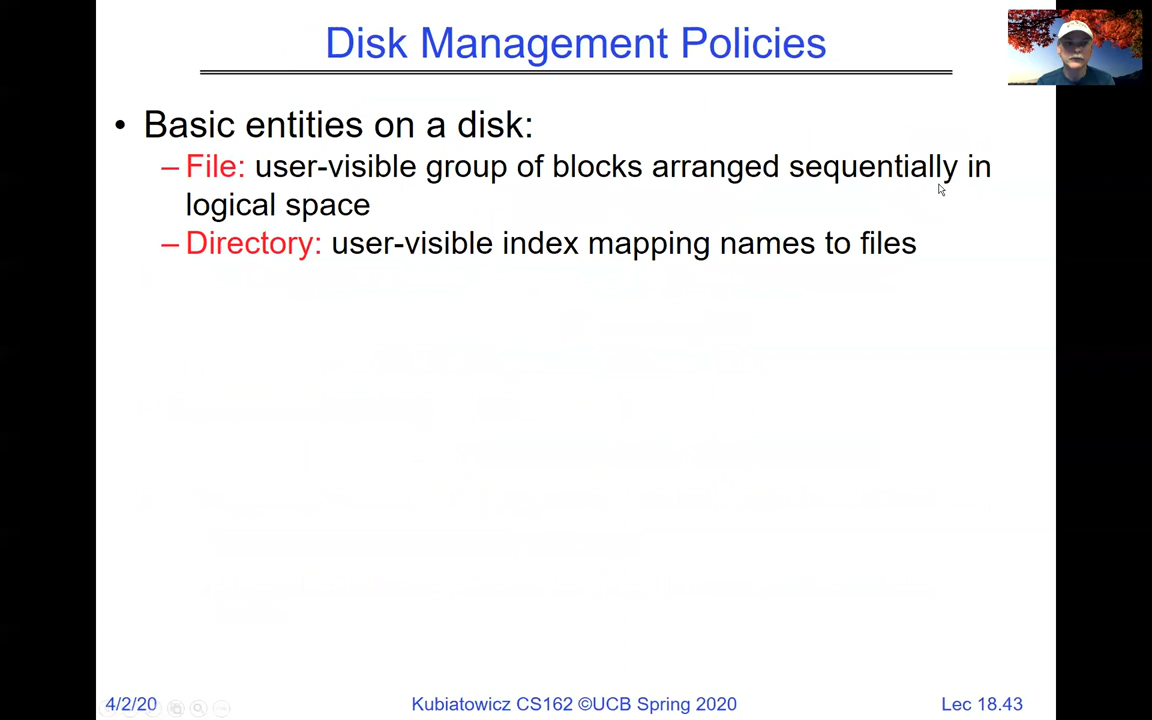 Disk Management Policies
• Basic entities on a disk:
– File: user-visible group of blocks arranged sequentially in
logical space
– Directory: user-visible index mapping names to files
4/2/20
Kubiatowicz CS162 ©UCB Spring 2020
Lec 18.43